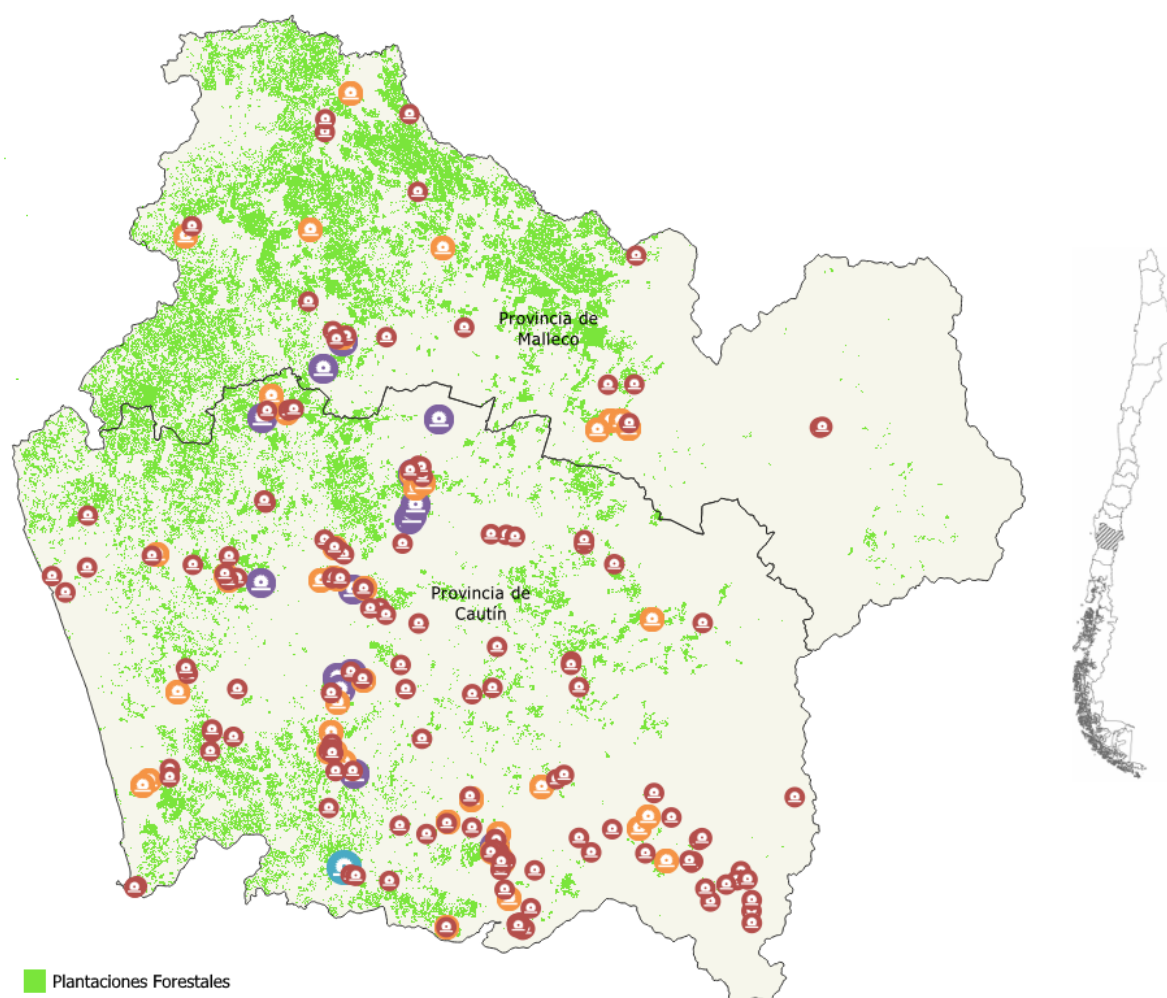 Provincia de
Malleco
Provincia de
Cautín
Plantaciones Forestales